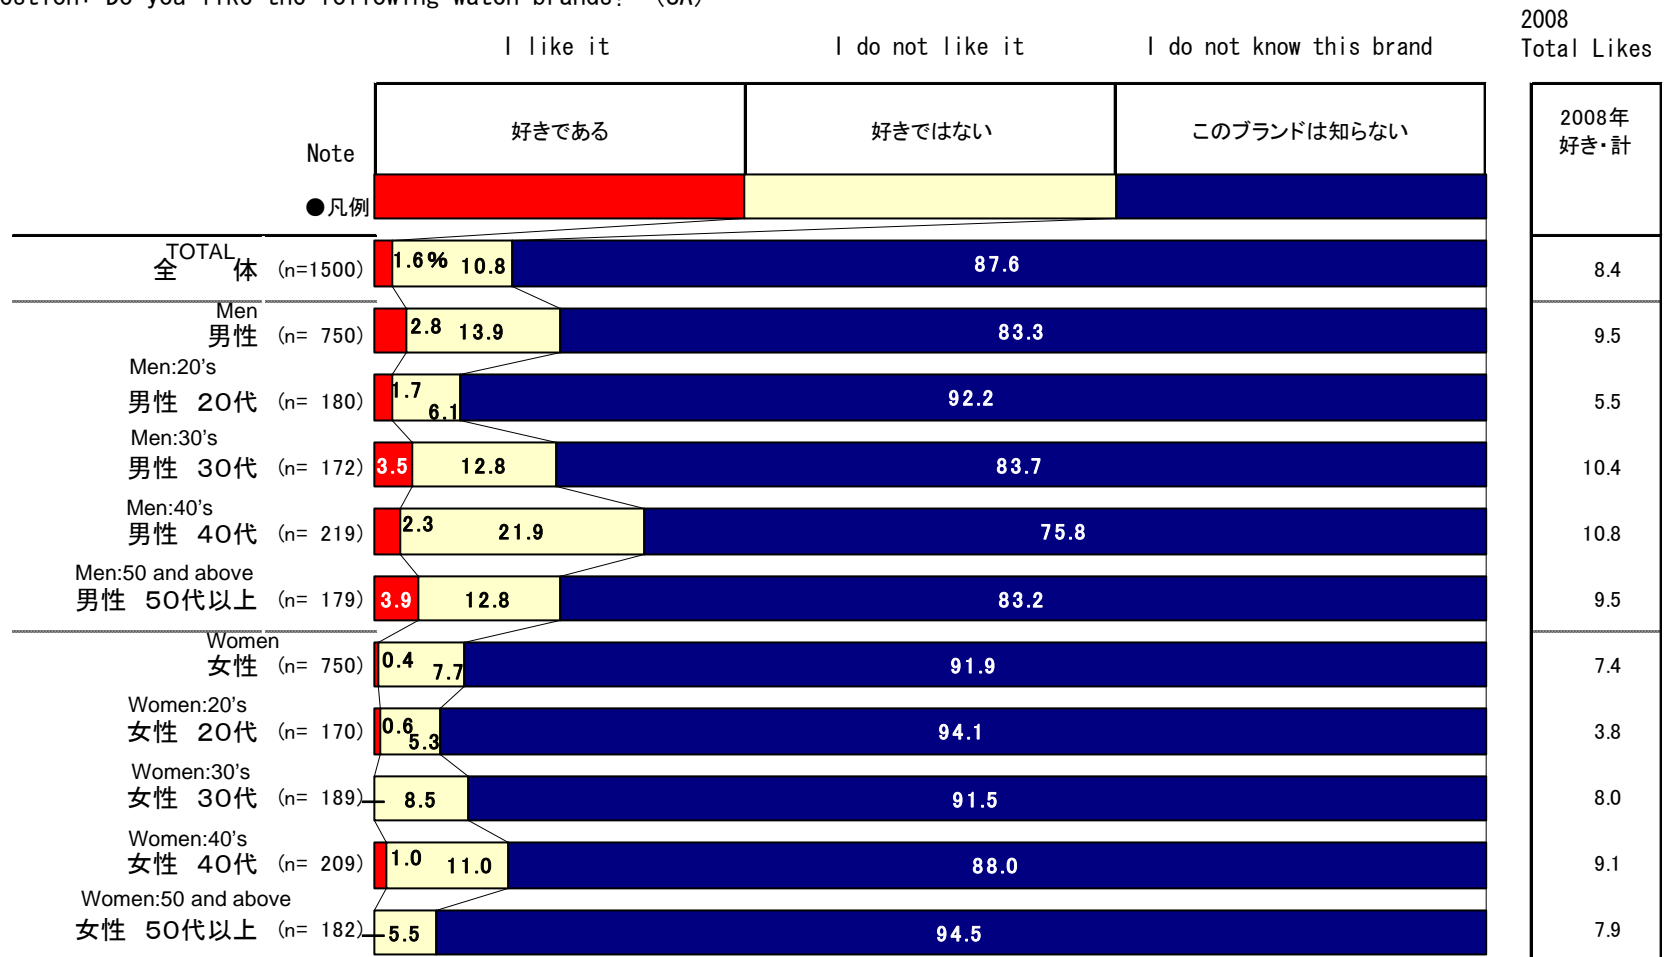 Question: Do you like the following watch brands? (SA)
2008
Total Likes
I like it I do not like it I do not know this brand
好きである 好きではない このブランドは知らない
2008年
好き・計
Note
●凡例
TOTAL
全 体 (n=1500) 1.6% 10.8 87.6 8.4
Men
男性 (n= 750) 2.8 13.9 83.3 9.5
Men:20's
男性 20代 (n= 180) 1.7 6.1 92.2 5.5
Men:30's
男性 30代 (n= 172) 3.5 12.8 83.7 10.4
Men:40's
男性 40代 (n= 219) 2.3 21.9 75.8 10.8
Men:50 and above
男性 50代以上 (n= 179) 3.9 12.8 83.2 9.5
Women
女性 (n= 750) 0.4 7.7 91.9 7.4
Women:20's
女性 20代 (n= 170) 0.6 5.3 94.1 3.8
Women:30's
女性 30代 (n= 189) - 8.5 91.5 8.0
Women:40's
女性 40代 (n= 209) 1.0 11.0 88.0 9.1
Women:50 and above
女性 50代以上 (n= 182) - 5.5 94.5 7.9